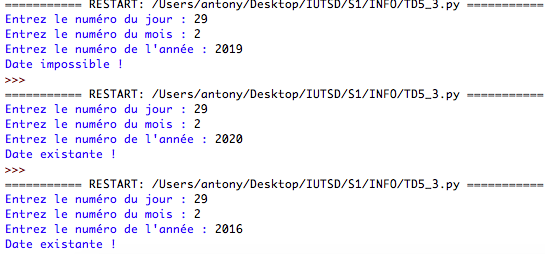 =========== RESTART: /Users/antony/Desktop/IUTSD/S1/INFO/TD5_3.py ===========
Entrez le numéro du jour : 29
Entrez le numéro du mois : 2
Entrez le numéro de l'année : 2019
Date impossible !
>>>
=========== RESTART: /Users/antony/Desktop/IUTSD/S1/INFO/TD5_3.py ===========
Entrez le numéro du jour : 29
Entrez le numéro du mois : 2
Entrez le numéro de l'année : 2020
Date existante !
>>>
=========== RESTART: /Users/antony/Desktop/IUTSD/S1/INFO/TD5_3.py ===========
Entrez le numéro du jour : 29
Entrez le numéro du mois : 2
Entrez le numéro de l'année : 2016
Date existante !